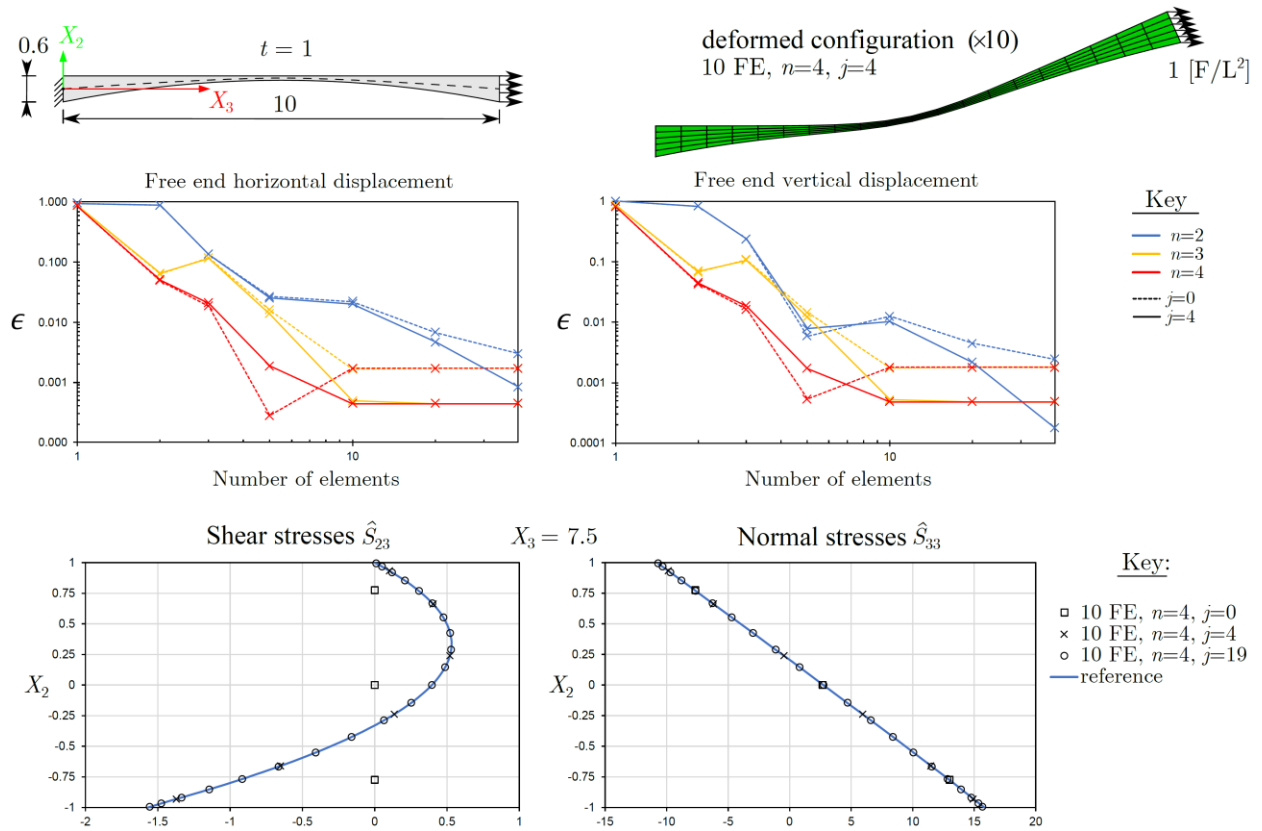 0.6
X₂
t = 1
X₃
10
deformed configuration (×10)
10 FE, n=4, j=4
1 [F/L²]
Free end horizontal displacement
1.000
0.100
0.010
0.001
0.000
ϵ
1
10
Number of elements
Free end vertical displacement
1
0.1
0.01
0.001
0.0001
ϵ
1
10
Number of elements
Key
n=2
n=3
n=4
j=0
j=4
Shear stresses Ŝ₂₃
X₃ = 7.5
Normal stresses Ŝ₃₃
1
0.75
0.5
0.25
0
-0.25
-0.5
-0.75
-1
X₂
-2
-1.5
-1
-0.5
0
0.5
1
1
0.75
0.5
0.25
0
-0.25
-0.5
-0.75
-1
X₂
-15
-10
-5
0
5
10
15
20
Key:
10 FE, n=4, j=0
10 FE, n=4, j=4
10 FE, n=4, j=19
reference